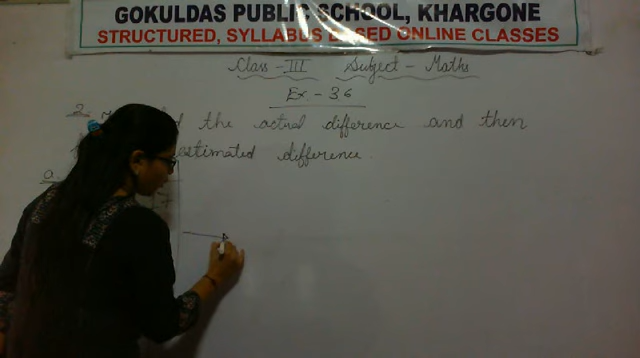 GOKULDAS PUBLIC SCHOOL, KHARGONE
STRUCTURED, SYLLABUS BASED ONLINE CLASSES
Class - III Subject - Maths
Ex - 36
2 the actual difference and then
estimated difference.
a